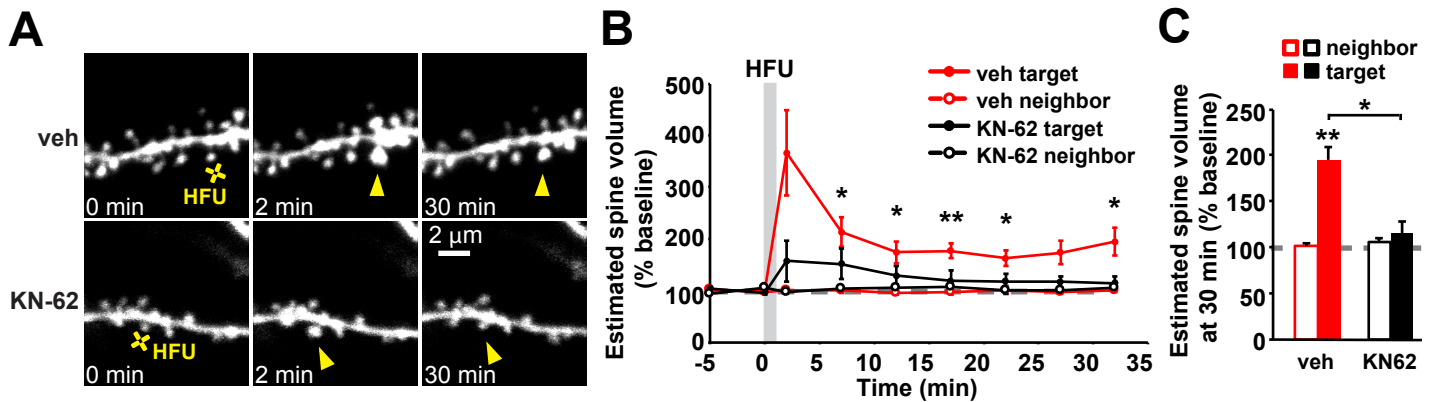 A
veh
HFU
0 min
2 min
30 min
KN-62
HFU
0 min
2 min
2 μm
30 min
B
Estimated spine volume
(% baseline)
HFU
veh target
veh neighbor
KN-62 target
KN-62 neighbor
500
400
300
200
100
0
* * ** * *
-5 0 5 10 15 20 25 30 35
Time (min)
C
neighbor
target
Estimated spine volume
at 30 min (% baseline)
250
200
150
100
50
0
**
*
veh KN62